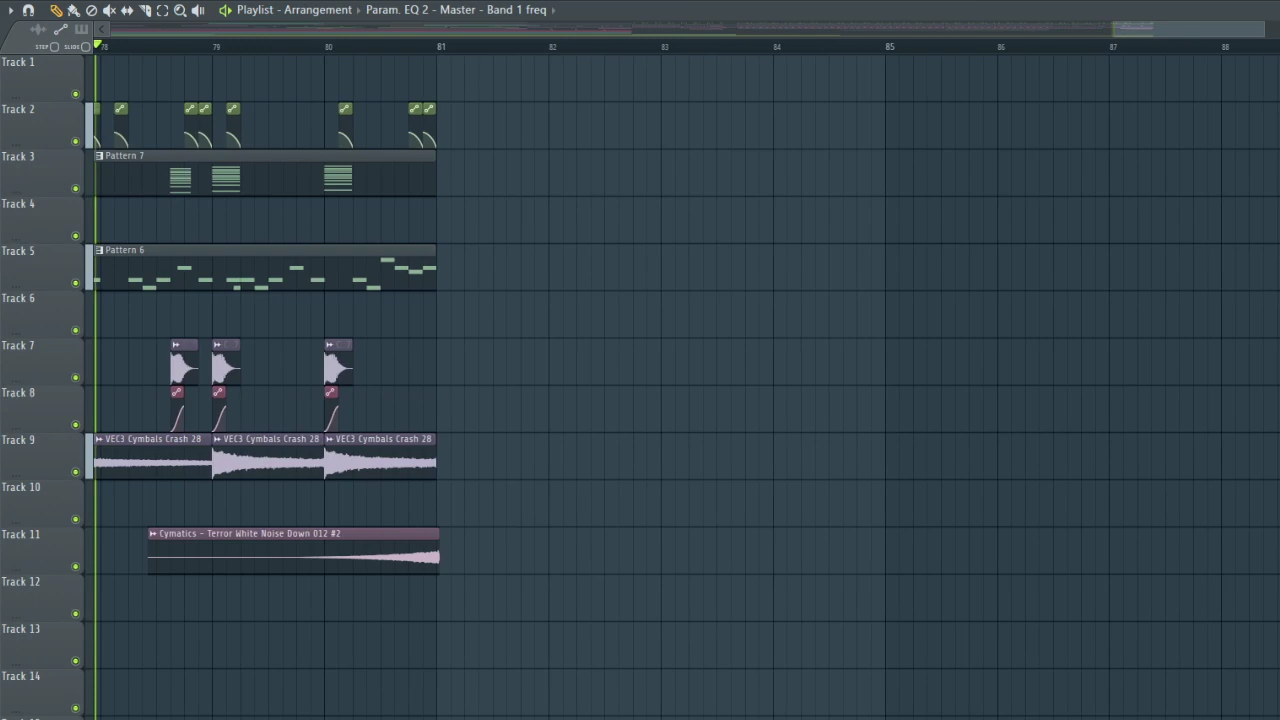 Playlist - Arrangement › Param. EQ 2 - Master - Band 1 freq ›
STEP SLIDE
78 79 80 81 82 83 84 85 86 87 88
Track 1
Track 2
Track 3
Pattern 7
Track 4
Track 5
Pattern 6
Track 6
Track 7
Track 8
Track 9
VEC3 Cymbals Crash 28 VEC3 Cymbals Crash 28 VEC3 Cymbals Crash 28
Track 10
Track 11
Cymatics - Terror White Noise Down 012 #2
Track 12
Track 13
Track 14